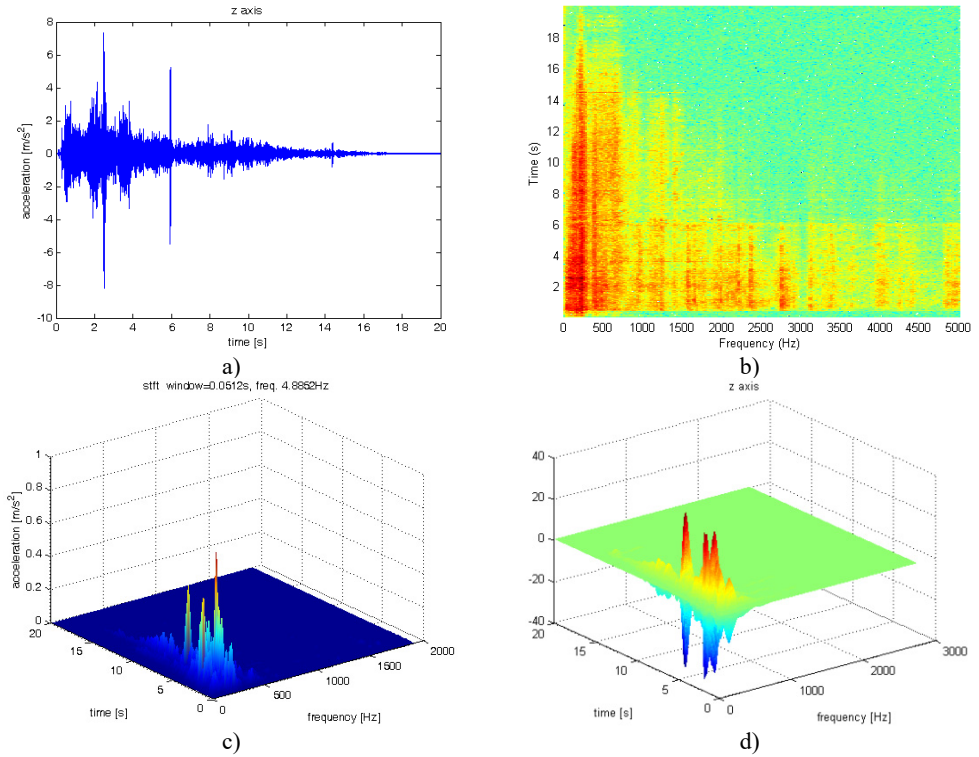 z axis
8
6
4
2
0
-2
-4
-6
-8
-10
acceleration [m/s²]
0 2 4 6 8 10 12 14 16 18 20
time [s]
a)
18
16
14
12
10
8
6
4
2
Time (s)
0 500 1000 1500 2000 2500 3000 3500 4000 4500 5000
Frequency (Hz)
b)
stft window=0.0512s, freq. 4.8852Hz
1
0.8
0.6
0.4
0.2
0
acceleration [m/s²]
20
15
10
5
0
time [s]
0
500
1000
1500
2000
frequency [Hz]
c)
z axis
40
20
0
-20
-40
20
15
10
5
0
time [s]
0
1000
2000
3000
frequency [Hz]
d)